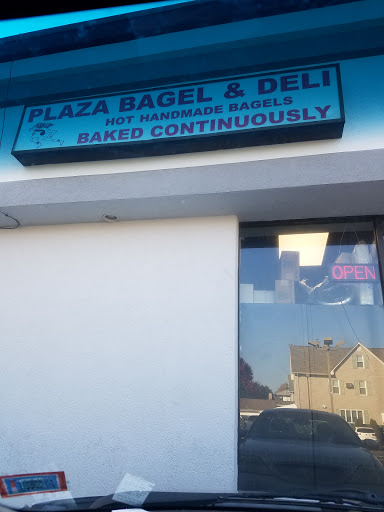 PLAZA BAGEL & DELI
HOT HANDMADE BAGELS
BAKED CONTINUOUSLY
OPEN